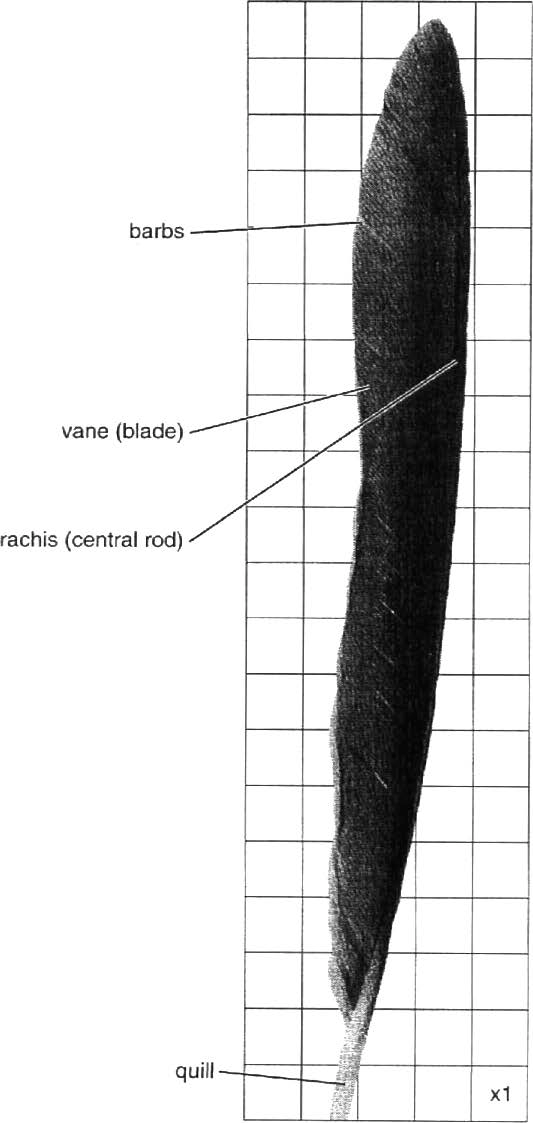 barbs
vane (blade)
rachis (central rod)
quill
x1